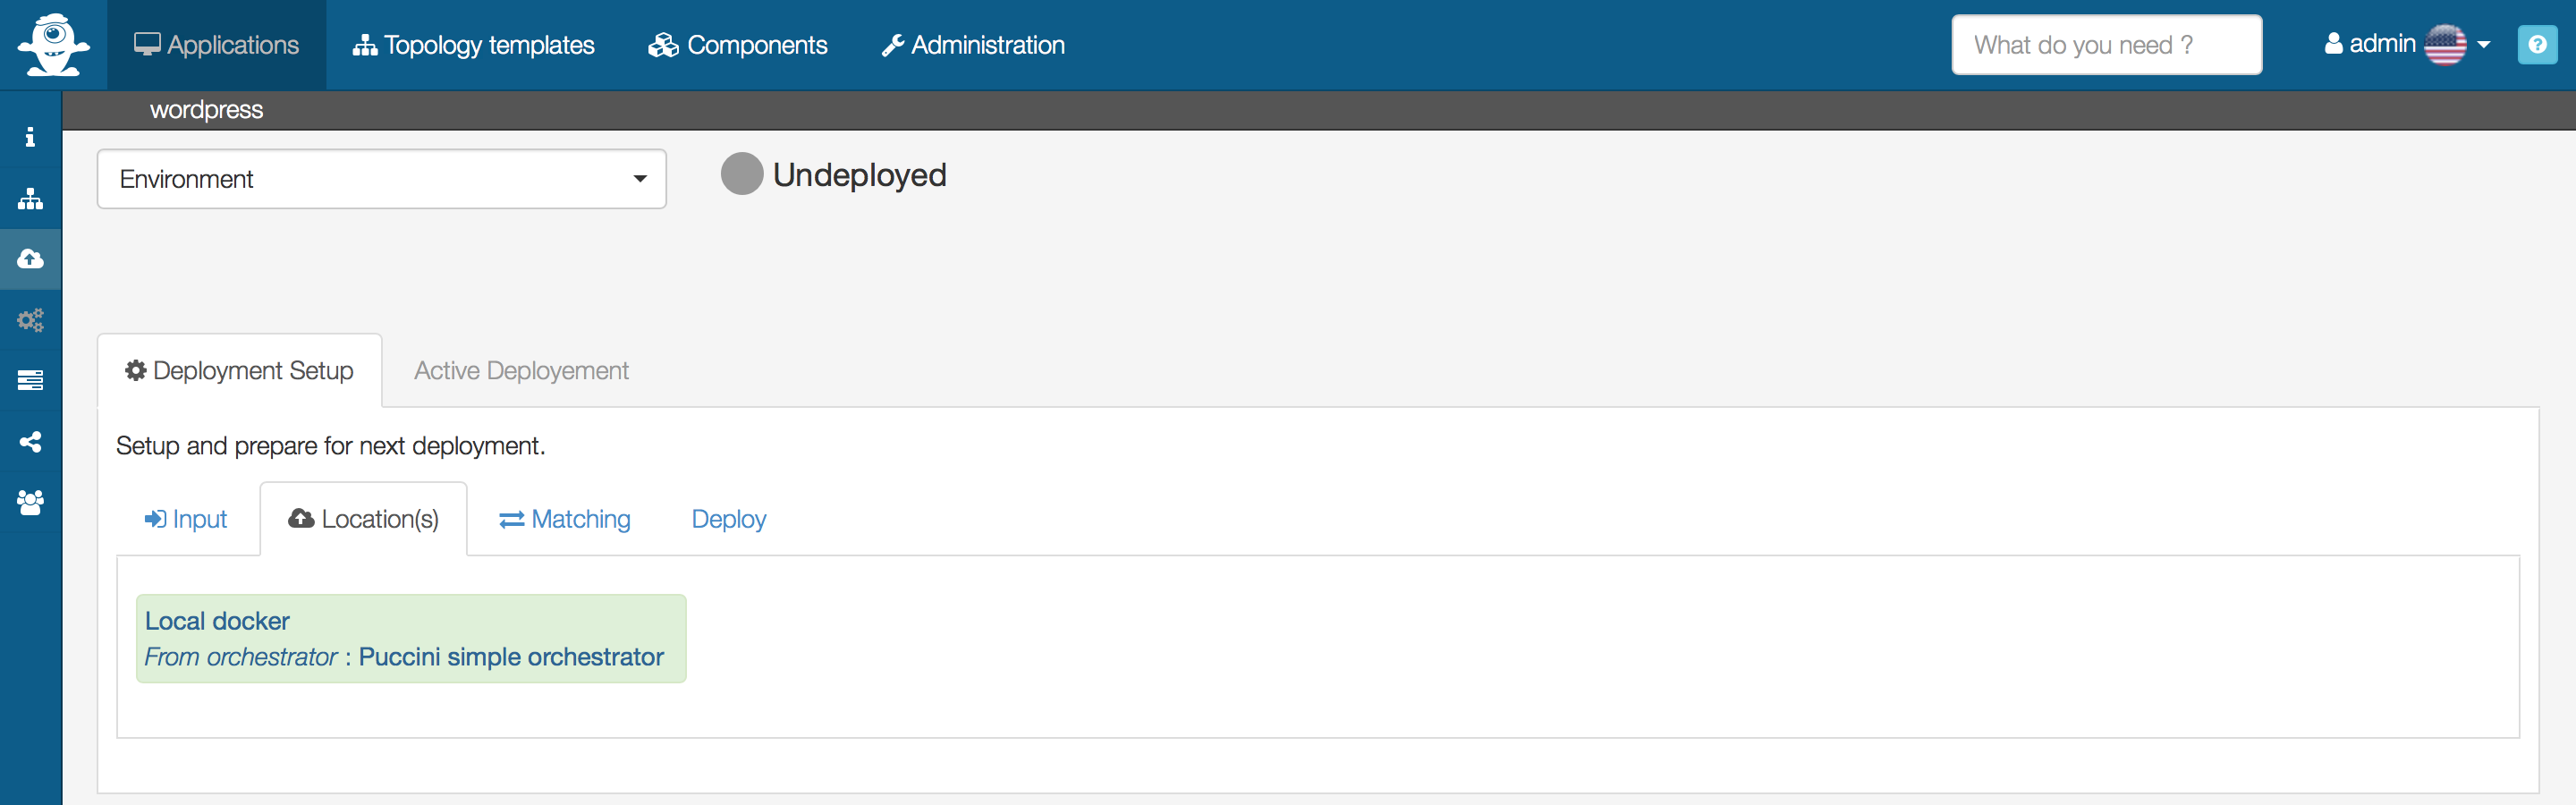 Applications Topology templates Components Administration What do you need ? admin
wordpress
Environment Undeployed
Deployment Setup Active Deployement
Setup and prepare for next deployment.
Input Location(s) Matching Deploy
Local docker
From orchestrator : Puccini simple orchestrator